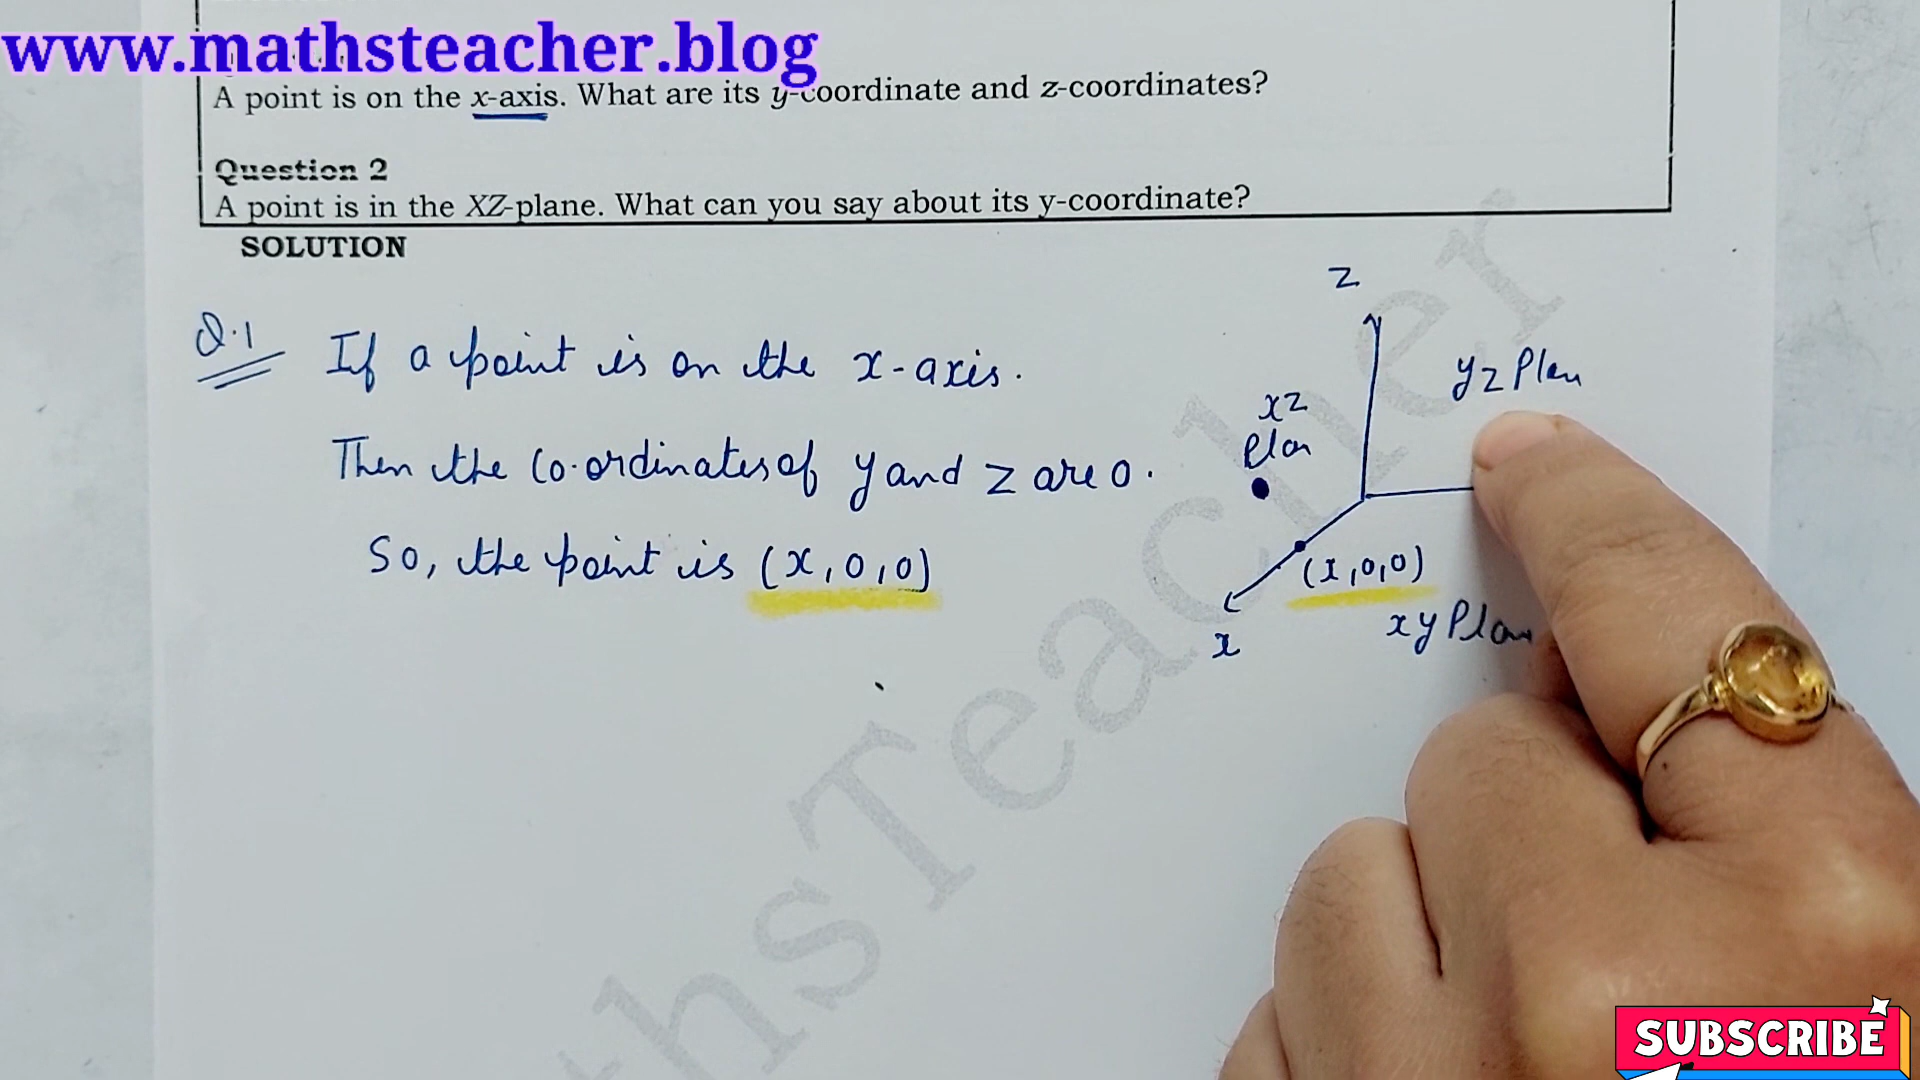 www.mathsteacher.blog
A point is on the x-axis. What are its y-coordinate and z-coordinates?
Question 2
A point is in the XZ-plane. What can you say about its y-coordinate?
SOLUTION
Q.1 If a point is on the x-axis.
Then the Co-ordinates of y and z are 0.
So, the point is (x,0,0)
z
yz Plan
xz
Plan
(x,0,0)
xy Plan
x
thsTeacher
SUBSCRIBE